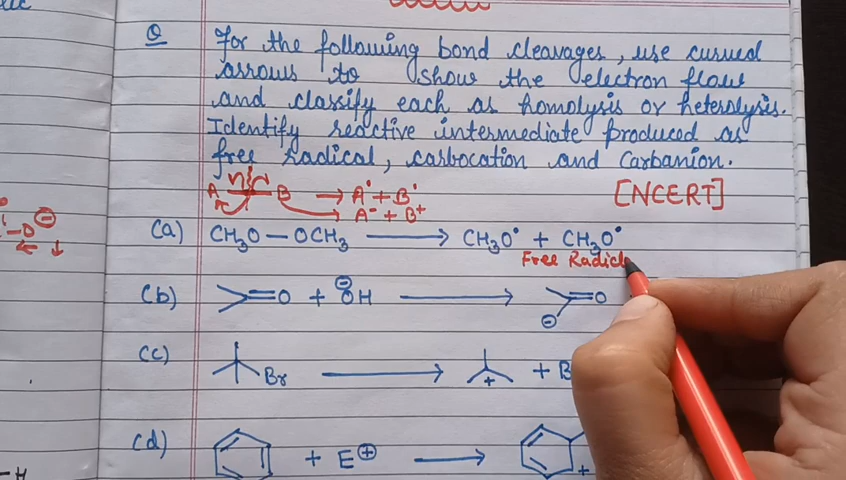 Q For the following bond cleavages, use curved
arrows to show the electron flow
and classify each as homolysis or heterolysis.
Identify reactive intermediate produced as
free radical, carbocation and Carbanion.
[NCERT]
A — B → A• + B•
A⁻ + B⁺
(a) CH₃O — OCH₃ → CH₃O• + CH₃O•
Free Radic
(b) =O + ⊖OH → =O
⊖
(c) Br → + + B
(d) + E⊕ → +
-O ⊖
-H